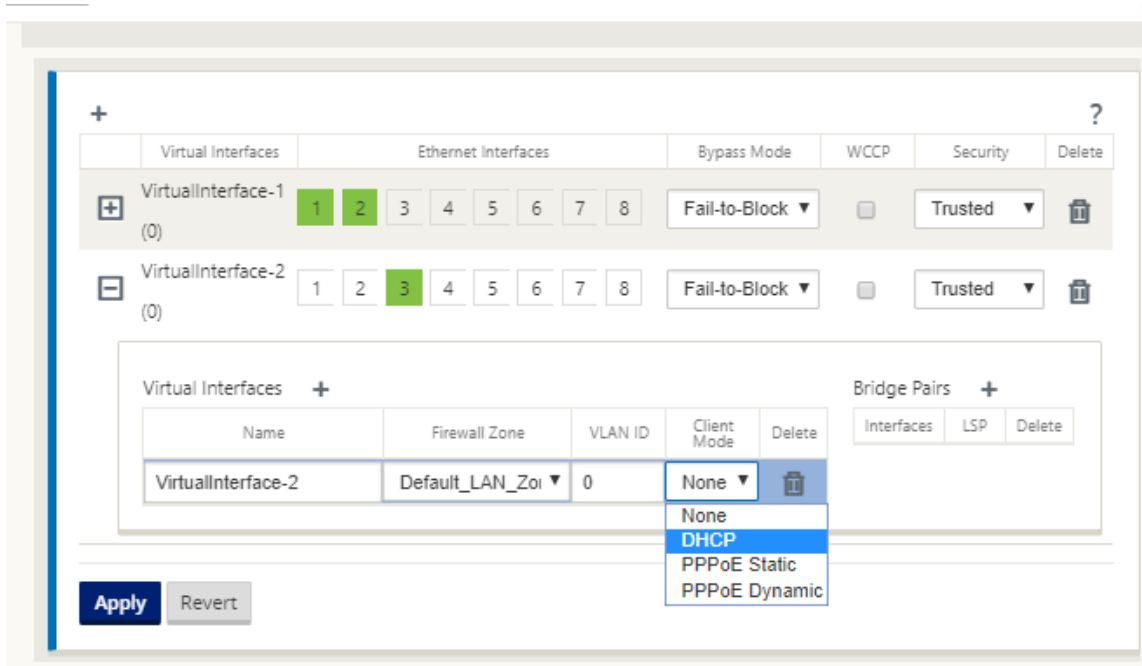 + ?
Virtual Interfaces Ethernet Interfaces Bypass Mode WCCP Security Delete
VirtualInterface-1
(0)
1 2 3 4 5 6 7 8 Fail-to-Block ▼ Trusted ▼
VirtualInterface-2
(0)
1 2 3 4 5 6 7 8 Fail-to-Block ▼ Trusted ▼
Virtual Interfaces + Bridge Pairs +
Name Firewall Zone VLAN ID Client Mode Delete Interfaces LSP Delete
VirtualInterface-2 Default_LAN_Zo ▼ 0 None ▼
None
DHCP
PPPoE Static
PPPoE Dynamic
Apply Revert